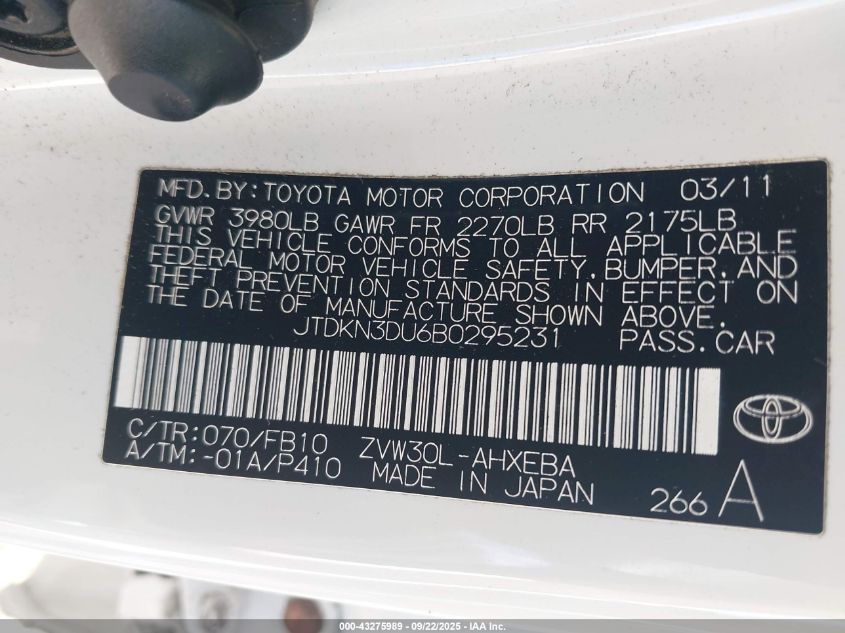 MFD. BY: TOYOTA MOTOR CORPORATION 03/11
GVWR 3980LB GAWR FR 2270LB RR 2175LB
THIS VEHICLE CONFORMS TO ALL APPLICABLE
FEDERAL MOTOR VEHICLE SAFETY, BUMPER, AND
THEFT PREVENTION STANDARDS IN EFFECT ON
THE DATE OF MANUFACTURE SHOWN ABOVE.
JTDKN3DU6B0295231 PASS. CAR
C/TR: 070/FB10 ZVW30L-AHXEBA
A/TM: -01A/P410 MADE IN JAPAN
266 A
000-43275989 - 09/22/2025 - IAA Inc.